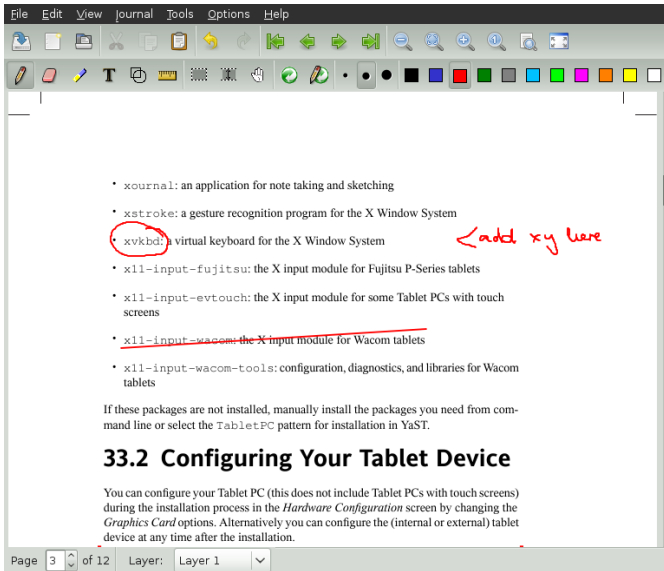 File Edit View Journal Tools Options Help
T
• xournal: an application for note taking and sketching
• xstroke: a gesture recognition program for the X Window System
• xvkbd: a virtual keyboard for the X Window System
<add xy here
• x11-input-fujitsu: the X input module for Fujitsu P-Series tablets
• x11-input-evtouch: the X input module for some Tablet PCs with touch
screens
• x11-input-wacom: the X input module for Wacom tablets
• x11-input-wacom-tools: configuration, diagnostics, and libraries for Wacom
tablets
If these packages are not installed, manually install the packages you need from com-
mand line or select the TabletPC pattern for installation in YaST.
33.2 Configuring Your Tablet Device
You can configure your Tablet PC (this does not include Tablet PCs with touch screens)
during the installation process in the Hardware Configuration screen by changing the
Graphics Card options. Alternatively you can configure the (internal or external) tablet
device at any time after the installation.
Page 3 of 12 Layer: Layer 1